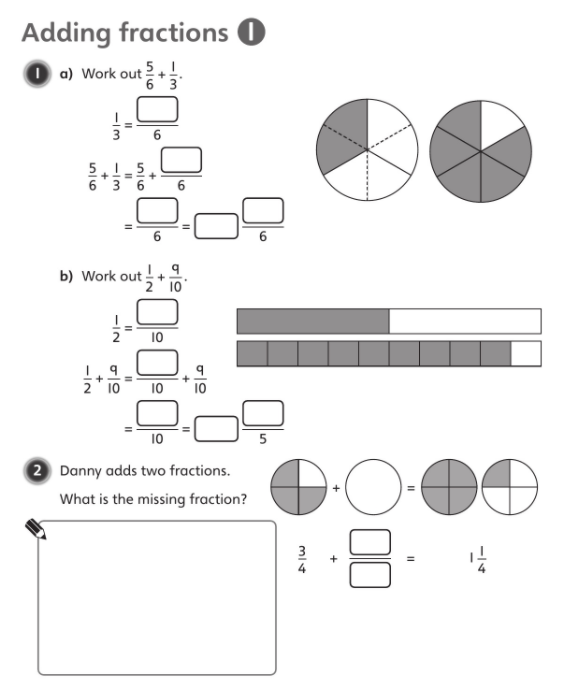 Adding fractions 1
1 a) Work out 5/6 + 1/3.
1/3 = □/6
5/6 + 1/3 = 5/6 + □/6
= □/6 = □ □/6
b) Work out 1/2 + 9/10.
1/2 = □/10
1/2 + 9/10 = □/10 + 9/10
= □/10 = □ □/5
2 Danny adds two fractions.
What is the missing fraction?
+ =
3/4 + □/□ = 1 1/4